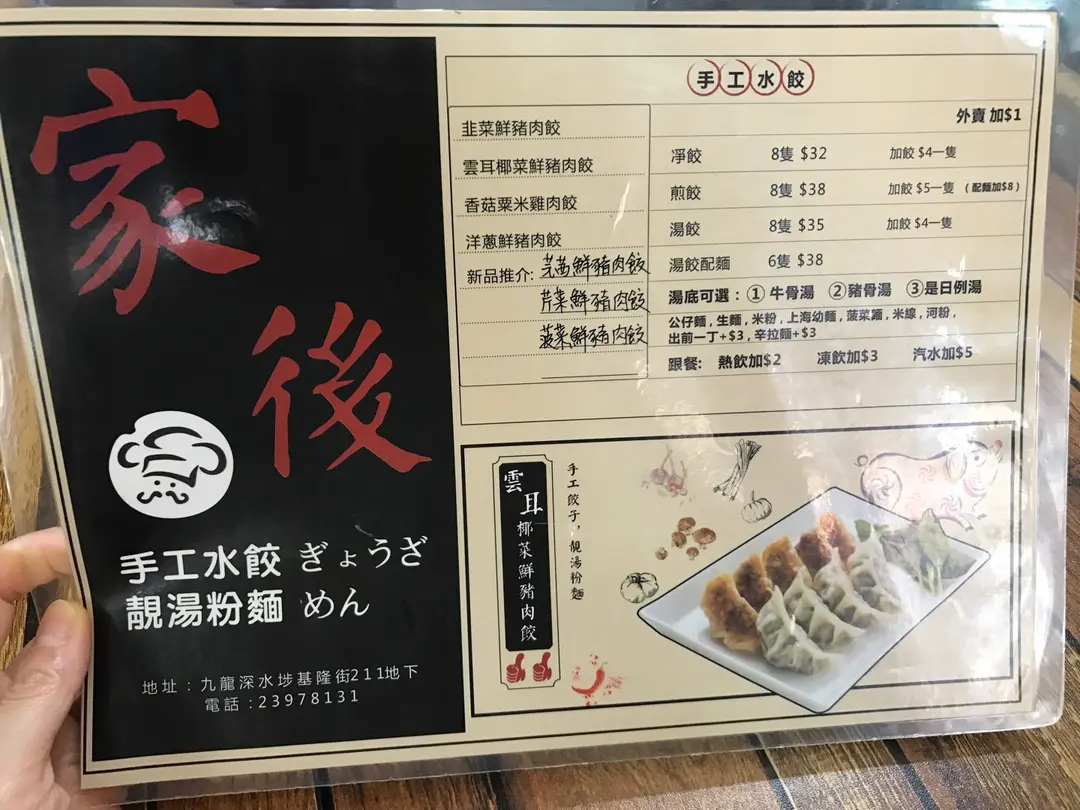 家
後
手工水餃 ぎょうざ
靚湯粉麵 めん
地址：九龍深水埗基隆街211地下
電話：23978131
手工水餃
外賣 加$1
韭菜鮮豬肉餃
雲耳椰菜鮮豬肉餃
香菇粟米雞肉餃
洋蔥鮮豬肉餃
新品推介: 芫茜鮮豬肉餃
芹菜鮮豬肉餃
菠菜鮮豬肉餃
凈餃 8隻 $32 加餃 $4一隻
煎餃 8隻 $38 加餃 $5一隻 (配麵加$8)
湯餃 8隻 $35 加餃 $4一隻
湯餃配麵 6隻 $38
湯底可選：① 牛骨湯 ②豬骨湯 ③是日例湯
公仔麵，生麵，米粉，上海幼麵，菠菜麵，米線，河粉，
出前一丁+$3，辛拉麵+$3
跟餐: 熱飲加$2 凍飲加$3 汽水加$5
雲耳椰菜鮮豬肉餃
手工餃子，靚湯粉麵